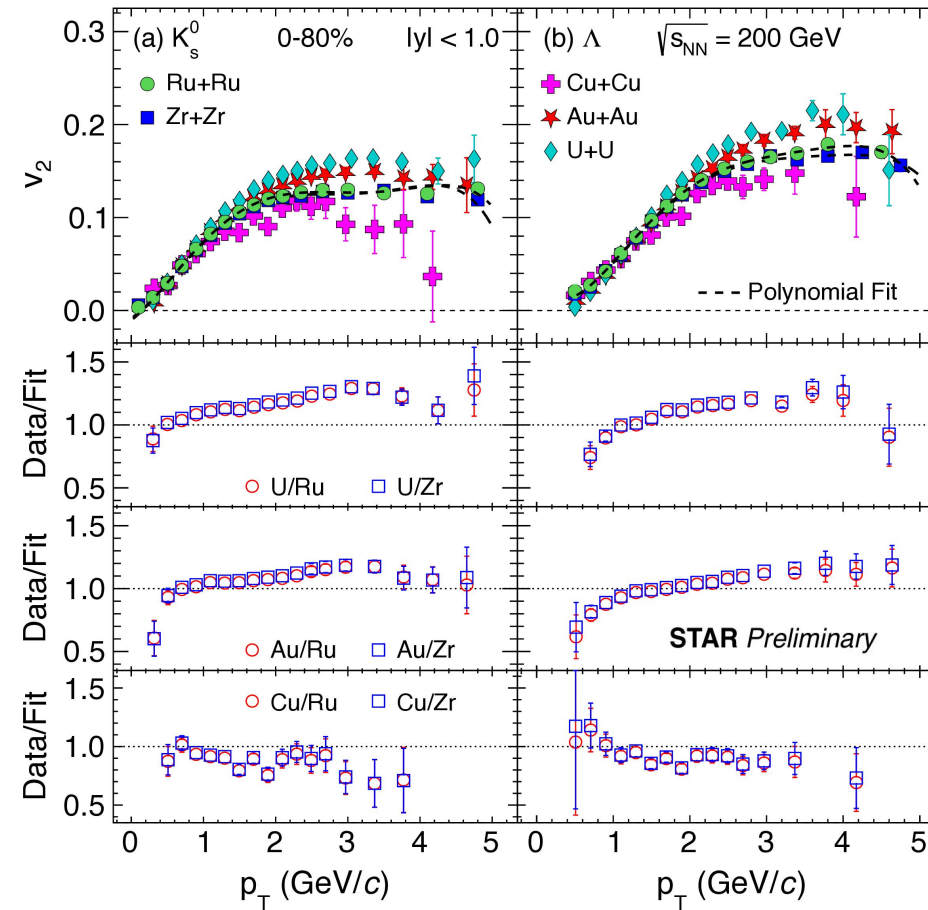 (a) K⁰ₛ 0-80% |y| < 1.0
Ru+Ru
Zr+Zr
(b) Λ √sNN = 200 GeV
Cu+Cu
Au+Au
U+U
Polynomial Fit
v₂
0.3
0.2
0.1
0.0
Data/Fit
1.5
1.0
0.5
U/Ru U/Zr
Data/Fit
1.5
1.0
0.5
Au/Ru Au/Zr
STAR Preliminary
Data/Fit
1.5
1.0
0.5
Cu/Ru Cu/Zr
0 1 2 3 4 5
0 1 2 3 4 5
pT (GeV/c)
pT (GeV/c)